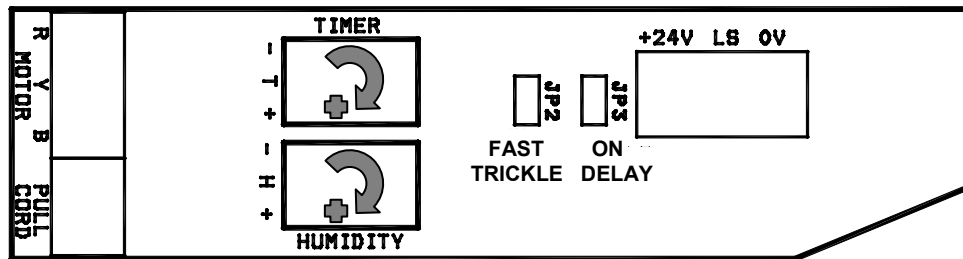 TIMER
- T +
- H +
HUMIDITY
R Y B
MOTOR
PULL
CORD
JP2
JP3
FAST
TRICKLE
ON
DELAY
+24V LS 0V